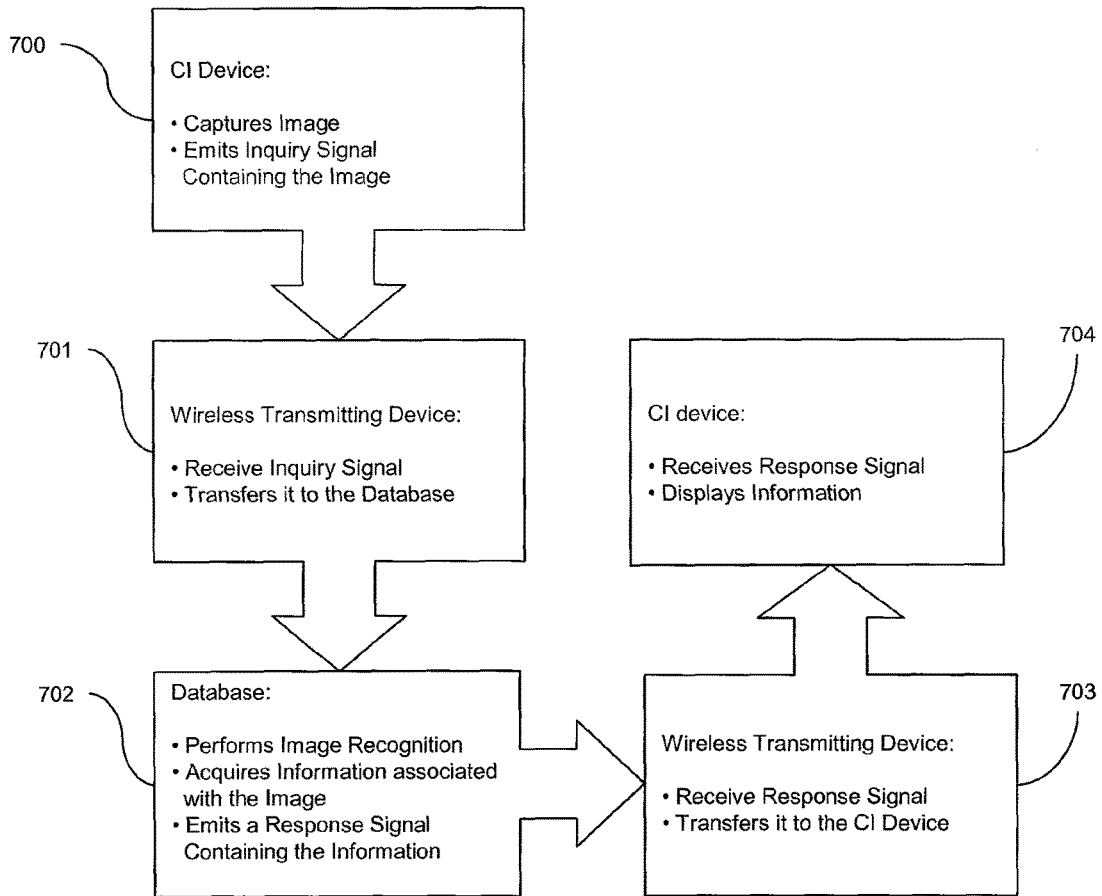 700
CI Device:
• Captures Image
• Emits Inquiry Signal
Containing the Image
701
Wireless Transmitting Device:
• Receive Inquiry Signal
• Transfers it to the Database
702
Database:
• Performs Image Recognition
• Acquires Information associated
with the Image
• Emits a Response Signal
Containing the Information
703
Wireless Transmitting Device:
• Receive Response Signal
• Transfers it to the CI Device
704
CI device:
• Receives Response Signal
• Displays Information